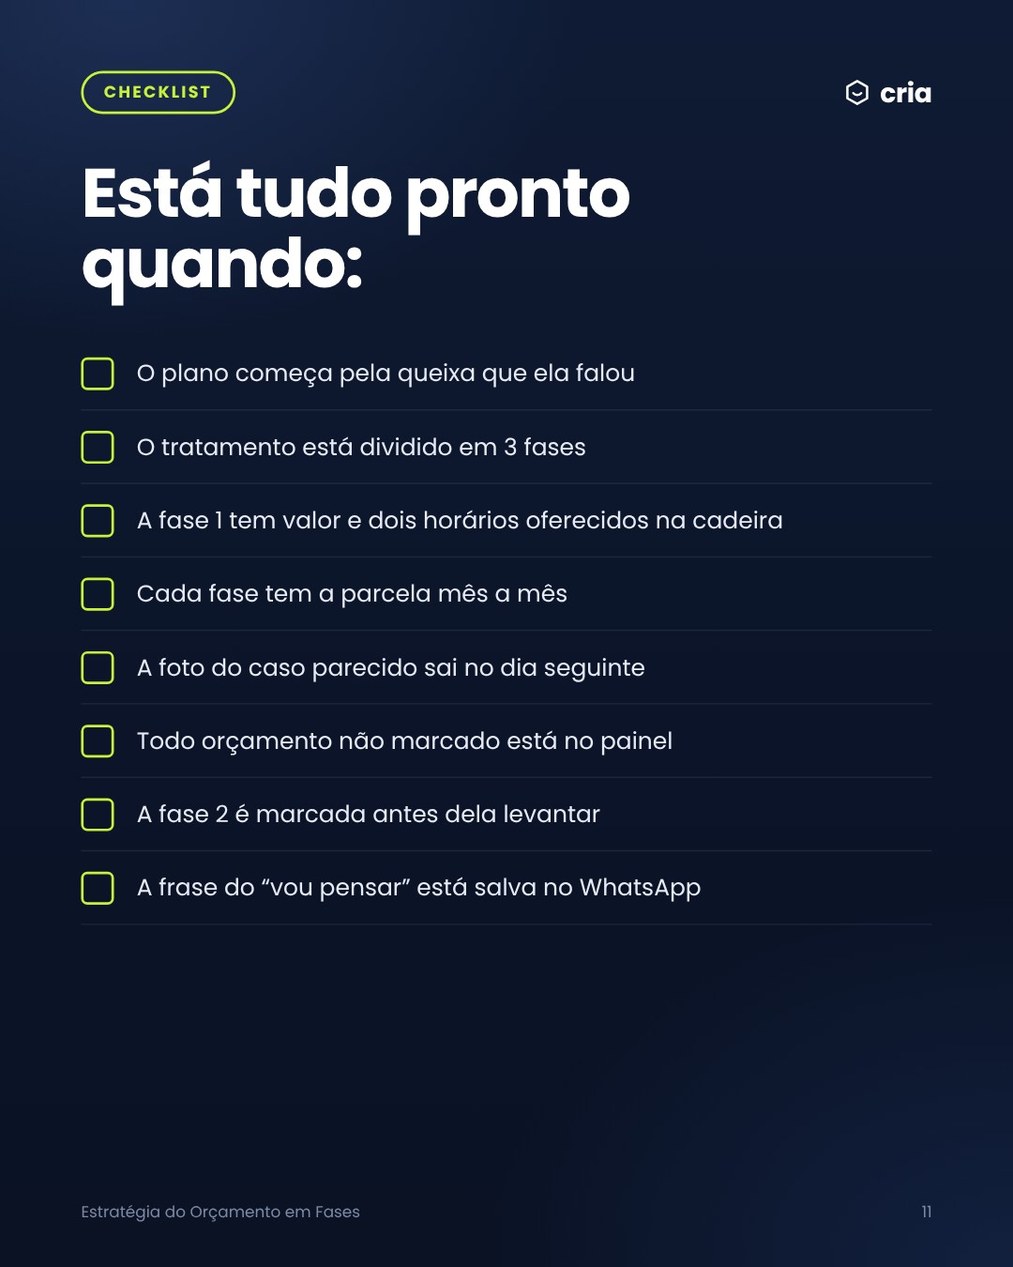 CHECKLIST
cria
Está tudo pronto
quando:
O plano começa pela queixa que ela falou
O tratamento está dividido em 3 fases
A fase 1 tem valor e dois horários oferecidos na cadeira
Cada fase tem a parcela mês a mês
A foto do caso parecido sai no dia seguinte
Todo orçamento não marcado está no painel
A fase 2 é marcada antes dela levantar
A frase do “vou pensar” está salva no WhatsApp
Estratégia do Orçamento em Fases
11